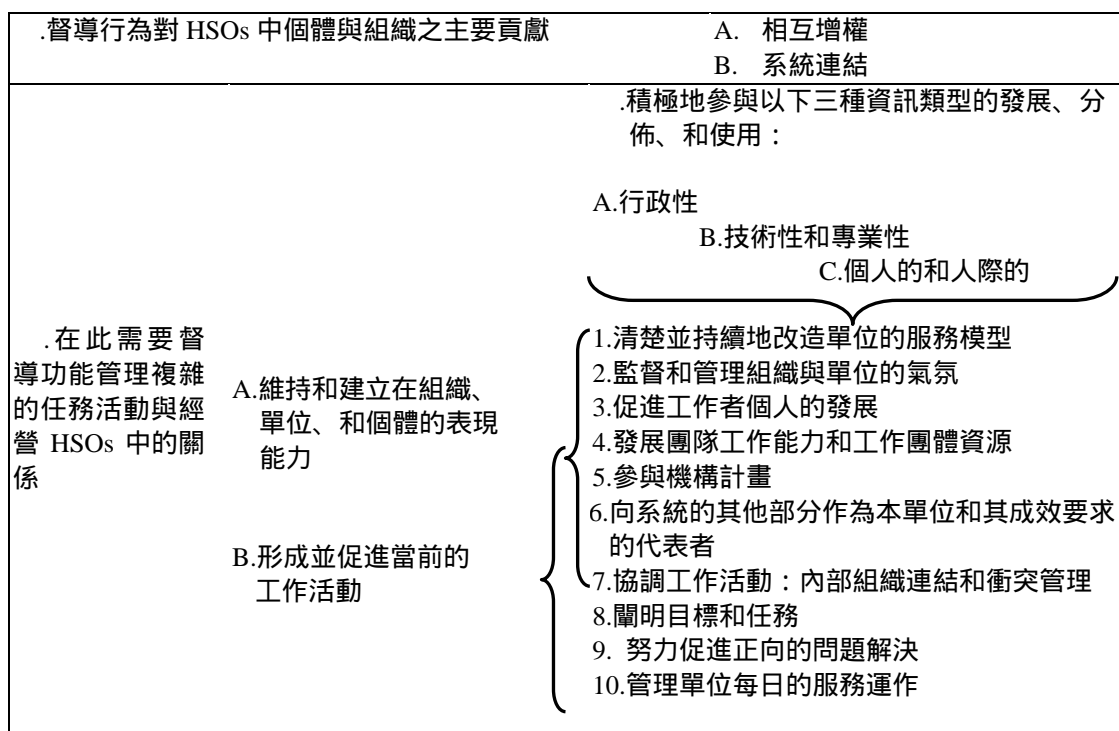 .督導行為對 HSOs 中個體與組織之主要貢獻
A. 相互增權
B. 系統連結
.積極地參與以下三種資訊類型的發展、分
佈、和使用：
A.行政性
B.技術性和專業性
C.個人的和人際的
.在此需要督
導功能管理複雜
的任務活動與經
營 HSOs 中的關
係
A.維持和建立在組織、
單位、和個體的表現
能力
B.形成並促進當前的
工作活動
1.清楚並持續地改造單位的服務模型
2.監督和管理組織與單位的氣氛
3.促進工作者個人的發展
4.發展團隊工作能力和工作團體資源
5.參與機構計畫
6.向系統的其他部分作為本單位和其成效要求
的代表者
7.協調工作活動：內部組織連結和衝突管理
8.闡明目標和任務
9. 努力促進正向的問題解決
10.管理單位每日的服務運作